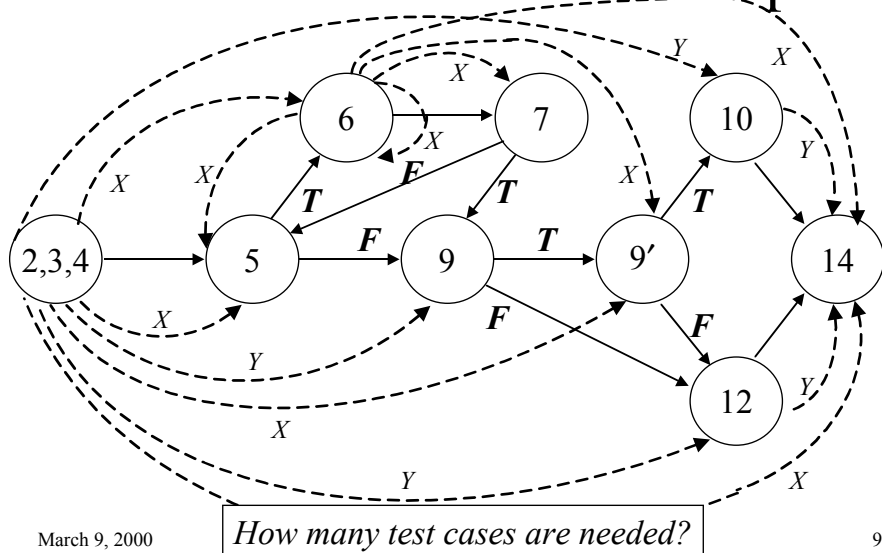 Y
X
6
X
7
10
X
X
X
F
T
X
T
T
Y
2,3,4
5
F
9
T
9′
14
X
Y
F
F
X
12
Y
Y
X
March 9, 2000
How many test cases are needed?
9